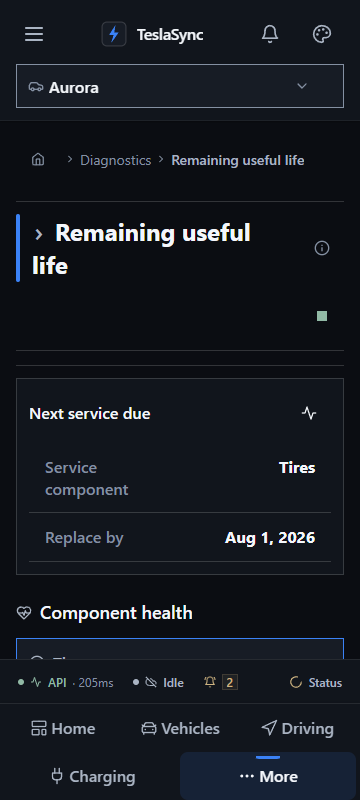 TeslaSync
Aurora
Diagnostics
Remaining useful life
Remaining useful
life
Next service due
Service
component
Tires
Replace by
Aug 1, 2026
Component health
API · 205ms
Idle
2
Status
Home
Vehicles
Driving
Charging
More